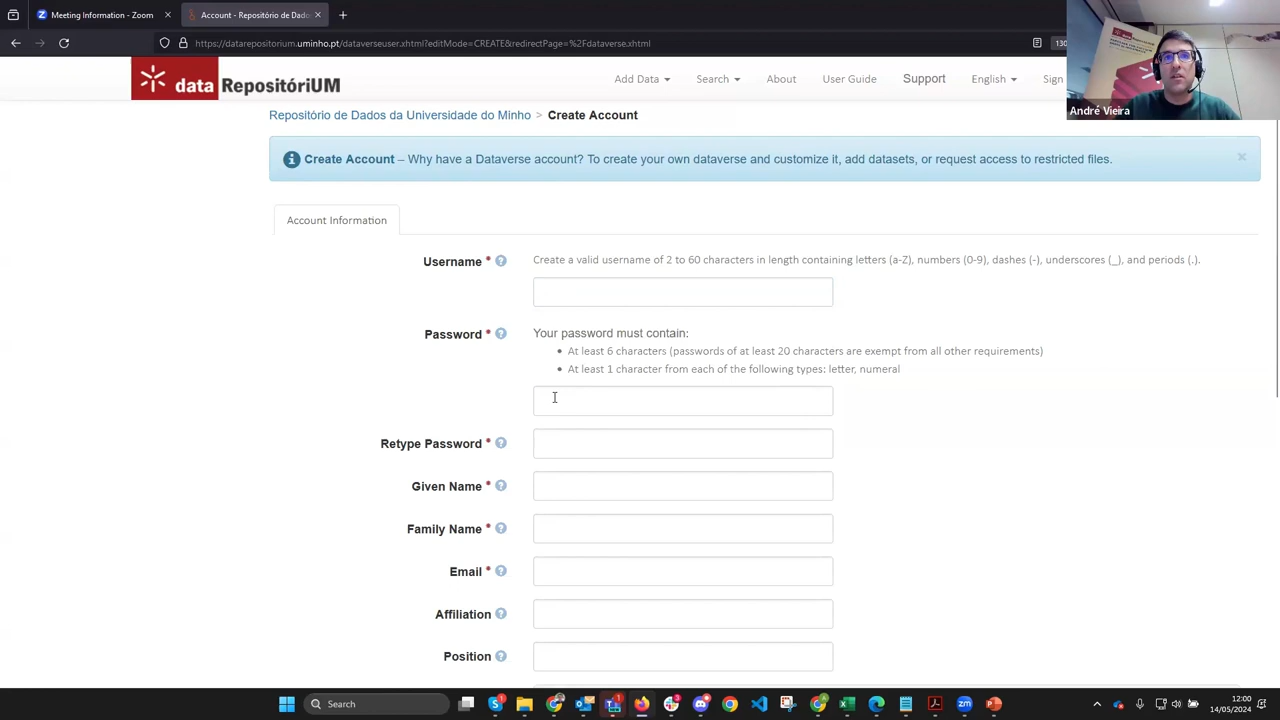 Meeting Information - Zoom
Account - Repositório de Dado
https://datarepositorium.uminho.pt/dataverseuser.xhtml?editMode=CREATE&redirectPage=%2Fdataverse.xhtml
130
data RepositóriUM
Add Data
Search
About
User Guide
Support
English
Sign
André Vieira
Repositório de Dados da Universidade do Minho > Create Account
Create Account – Why have a Dataverse account? To create your own dataverse and customize it, add datasets, or request access to restricted files.
Account Information
Username * Create a valid username of 2 to 60 characters in length containing letters (a-Z), numbers (0-9), dashes (-), underscores (_), and periods (.).
Password * Your password must contain:
• At least 6 characters (passwords of at least 20 characters are exempt from all other requirements)
• At least 1 character from each of the following types: letter, numeral
Retype Password *
Given Name *
Family Name *
Email *
Affiliation
Position
Search
12:00
14/05/2024